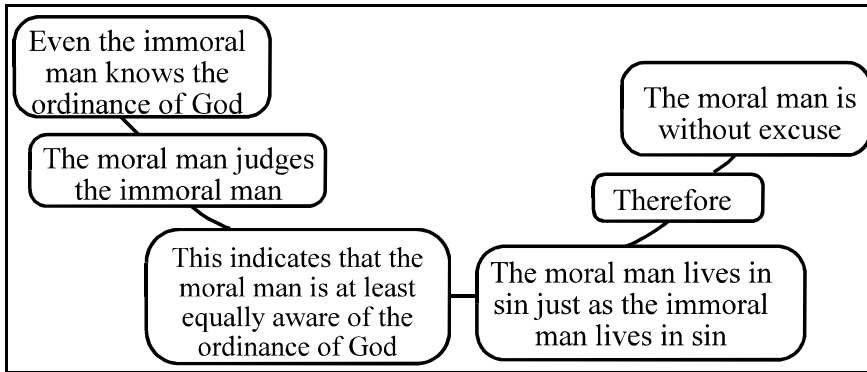 Even the immoral
man knows the
ordinance of God
The moral man judges
the immoral man
This indicates that the
moral man is at least
equally aware of the
ordinance of God
The moral man lives in
sin just as the immoral
man lives in sin
Therefore
The moral man is
without excuse